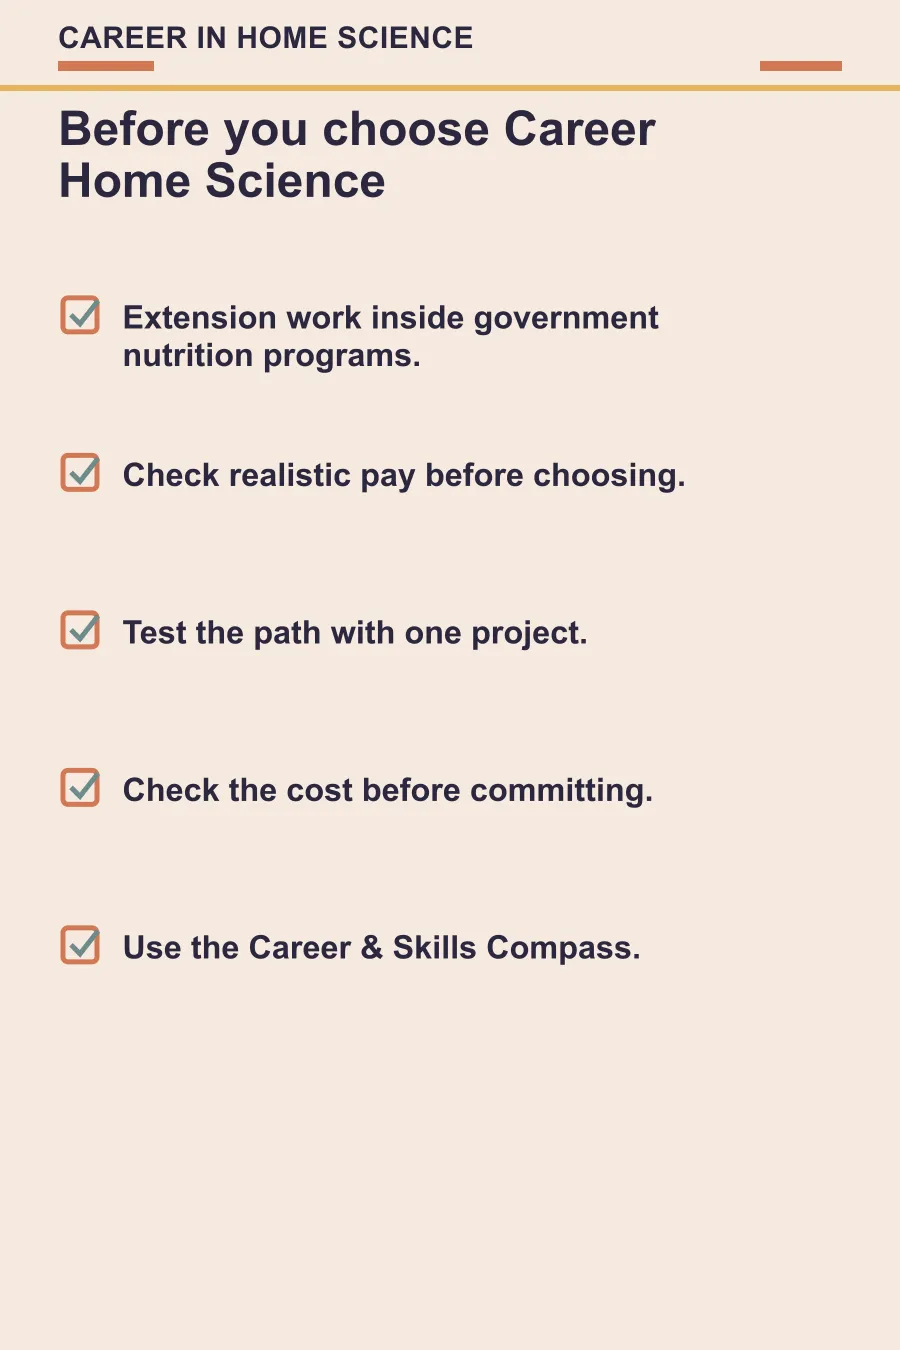 CAREER IN HOME SCIENCE
Before you choose Career
Home Science
Extension work inside government
nutrition programs.
Check realistic pay before choosing.
Test the path with one project.
Check the cost before committing.
Use the Career & Skills Compass.